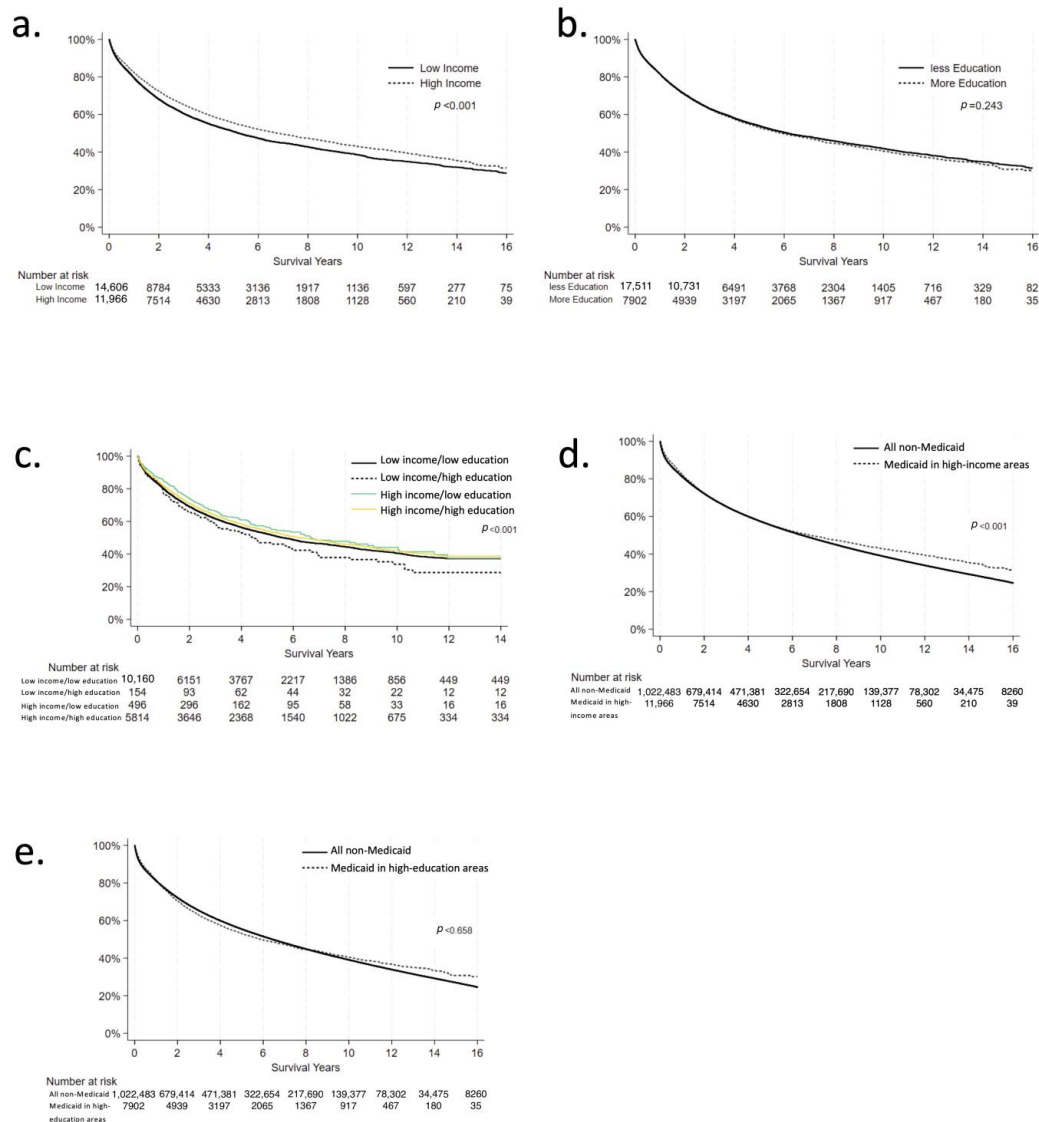 a.
100%
80%
60%
40%
20%
0%
Low Income
High Income
p <0.001
0 2 4 6 8 10 12 14 16
Survival Years
Number at risk
Low Income 14,606 8784 5333 3136 1917 1136 597 277 75
High Income 11,966 7514 4630 2813 1808 1128 560 210 39
b.
100%
80%
60%
40%
20%
0%
less Education
More Education
p =0.243
0 2 4 6 8 10 12 14 16
Survival Years
Number at risk
less Education 17,511 10,731 6491 3768 2304 1405 716 329 82
More Education 7902 4939 3197 2065 1367 917 467 180 35
c.
100%
80%
60%
40%
20%
0%
Low income/low education
Low income/high education
High income/low education
High income/high education
p <0.001
0 2 4 6 8 10 12 14
Survival Years
Number at risk
Low income/low education 10,160 6151 3767 2217 1386 856 449 449
Low income/high education 154 93 62 44 32 22 12 12
High income/low education 496 296 162 95 58 33 16 16
High income/high education 5814 3646 2368 1540 1022 675 334 334
d.
100%
80%
60%
40%
20%
0%
All non-Medicaid
Medicaid in high-income areas
p <0.001
0 2 4 6 8 10 12 14 16
Survival Years
Number at risk
All non-Medicaid 1,022,483 679,414 471,381 322,654 217,690 139,377 78,302 34,475 8260
Medicaid in high- 11,966 7514 4630 2813 1808 1128 560 210 39
income areas
e.
100%
80%
60%
40%
20%
0%
All non-Medicaid
Medicaid in high-education areas
p <0.658
0 2 4 6 8 10 12 14 16
Survival Years
Number at risk
All non-Medicaid 1,022,483 679,414 471,381 322,654 217,690 139,377 78,302 34,475 8260
Medicaid in high- 7902 4939 3197 2065 1367 917 467 180 35
education areas